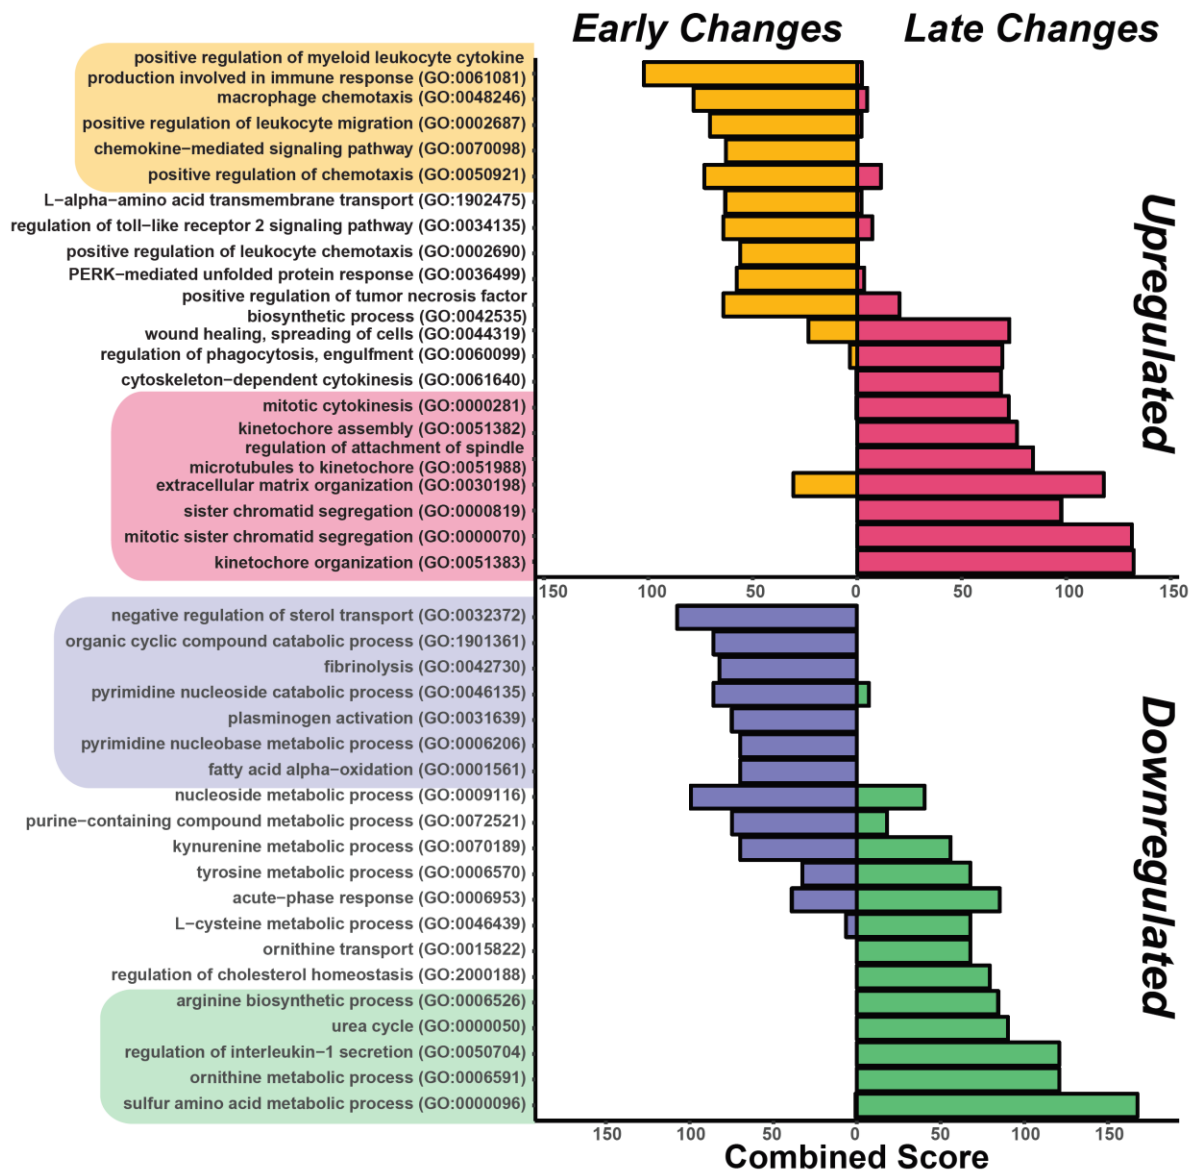 Early Changes
Late Changes
positive regulation of myeloid leukocyte cytokine
production involved in immune response (GO:0061081)
macrophage chemotaxis (GO:0048246)
positive regulation of leukocyte migration (GO:0002687)
chemokine−mediated signaling pathway (GO:0070098)
positive regulation of chemotaxis (GO:0050921)
L−alpha−amino acid transmembrane transport (GO:1902475)
regulation of toll−like receptor 2 signaling pathway (GO:0034135)
positive regulation of leukocyte chemotaxis (GO:0002690)
PERK−mediated unfolded protein response (GO:0036499)
positive regulation of tumor necrosis factor
biosynthetic process (GO:0042535)
wound healing, spreading of cells (GO:0044319)
regulation of phagocytosis, engulfment (GO:0060099)
cytoskeleton−dependent cytokinesis (GO:0061640)
mitotic cytokinesis (GO:0000281)
kinetochore assembly (GO:0051382)
regulation of attachment of spindle
microtubules to kinetochore (GO:0051988)
extracellular matrix organization (GO:0030198)
sister chromatid segregation (GO:0000819)
mitotic sister chromatid segregation (GO:0000070)
kinetochore organization (GO:0051383)
Upregulated
150 100 50 0 50 100 150
negative regulation of sterol transport (GO:0032372)
organic cyclic compound catabolic process (GO:1901361)
fibrinolysis (GO:0042730)
pyrimidine nucleoside catabolic process (GO:0046135)
plasminogen activation (GO:0031639)
pyrimidine nucleobase metabolic process (GO:0006206)
fatty acid alpha−oxidation (GO:0001561)
nucleoside metabolic process (GO:0009116)
purine−containing compound metabolic process (GO:0072521)
kynurenine metabolic process (GO:0070189)
tyrosine metabolic process (GO:0006570)
acute−phase response (GO:0006953)
L−cysteine metabolic process (GO:0046439)
ornithine transport (GO:0015822)
regulation of cholesterol homeostasis (GO:2000188)
arginine biosynthetic process (GO:0006526)
urea cycle (GO:0000050)
regulation of interleukin−1 secretion (GO:0050704)
ornithine metabolic process (GO:0006591)
sulfur amino acid metabolic process (GO:0000096)
Downregulated
150 100 50 0 50 100 150
Combined Score